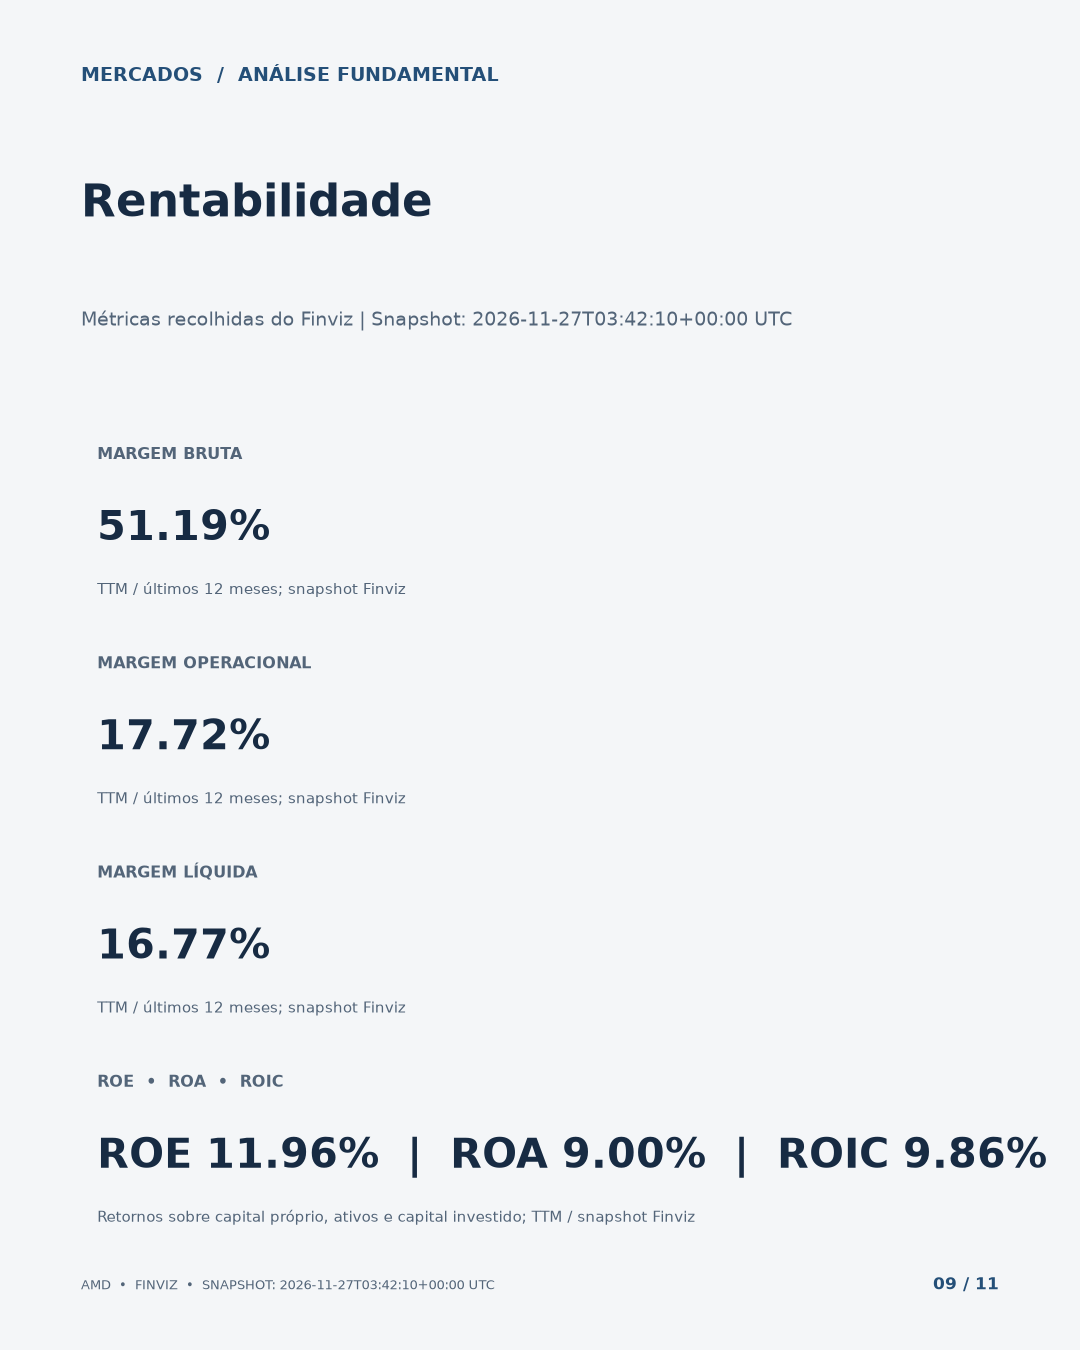 MERCADOS / ANÁLISE FUNDAMENTAL
Rentabilidade
Métricas recolhidas do Finviz | Snapshot: 2026-11-27T03:42:10+00:00 UTC
MARGEM BRUTA
51.19%
TTM / últimos 12 meses; snapshot Finviz
MARGEM OPERACIONAL
17.72%
TTM / últimos 12 meses; snapshot Finviz
MARGEM LÍQUIDA
16.77%
TTM / últimos 12 meses; snapshot Finviz
ROE • ROA • ROIC
ROE 11.96% | ROA 9.00% | ROIC 9.86%
Retornos sobre capital próprio, ativos e capital investido; TTM / snapshot Finviz
AMD • FINVIZ • SNAPSHOT: 2026-11-27T03:42:10+00:00 UTC
09 / 11